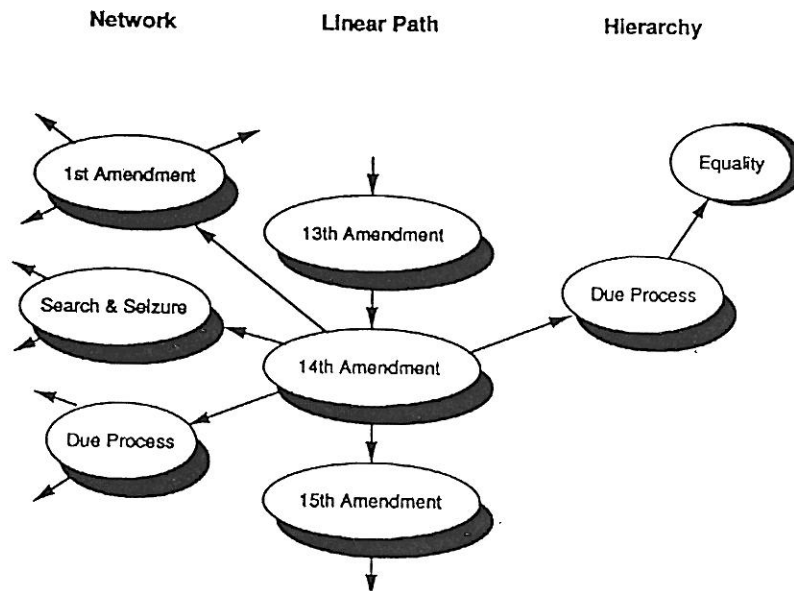 Network
Linear Path
Hierarchy
1st Amendment
Equality
13th Amendment
Search & Seizure
Due Process
14th Amendment
Due Process
15th Amendment